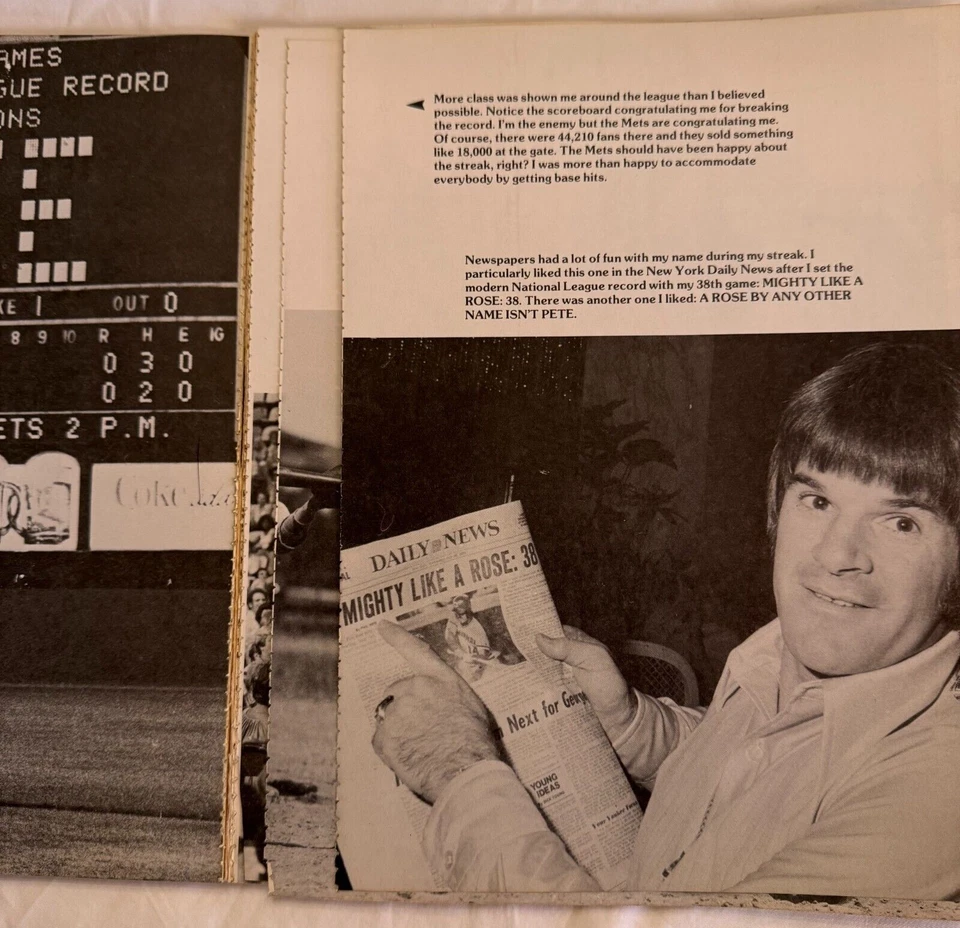 AMES
GUE RECORD
ONS
KE I OUT 0
8 9 10 R H E IG
0 3 0
0 2 0
ETS 2 P.M.
Coke
More class was shown me around the league than I believed
possible. Notice the scoreboard congratulating me for breaking
the record. I'm the enemy but the Mets are congratulating me.
Of course, there were 44,210 fans there and they sold something
like 18,000 at the gate. The Mets should have been happy about
the streak, right? I was more than happy to accommodate
everybody by getting base hits.
Newspapers had a lot of fun with my name during my streak. I
particularly liked this one in the New York Daily News after I set the
modern National League record with my 38th game: MIGHTY LIKE A
ROSE: 38. There was another one I liked: A ROSE BY ANY OTHER
NAME ISN'T PETE.
DAILY NEWS
MIGHTY LIKE A ROSE: 38
Next for Geor
YOUNG
IDEAS